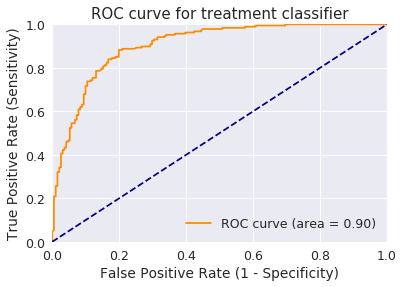 ROC curve for treatment classifier
True Positive Rate (Sensitivity)
1.0
0.8
0.6
0.4
0.2
0.0
ROC curve (area = 0.90)
0.0 0.2 0.4 0.6 0.8 1.0
False Positive Rate (1 - Specificity)